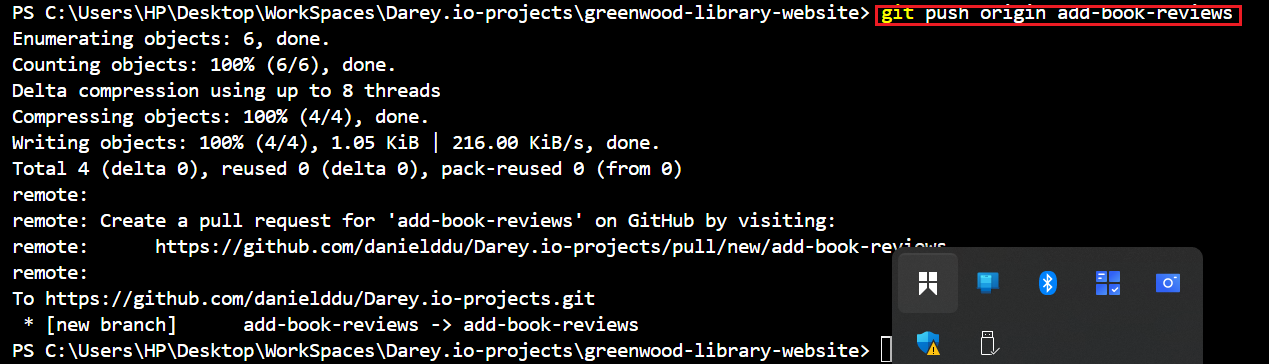 PS C:\Users\HP\Desktop\WorkSpaces\Darey.io-projects\greenwood-library-website> git push origin add-book-reviews
Enumerating objects: 6, done.
Counting objects: 100% (6/6), done.
Delta compression using up to 8 threads
Compressing objects: 100% (4/4), done.
Writing objects: 100% (4/4), 1.05 KiB | 216.00 KiB/s, done.
Total 4 (delta 0), reused 0 (delta 0), pack-reused 0 (from 0)
remote:
remote: Create a pull request for 'add-book-reviews' on GitHub by visiting:
remote:      https://github.com/danielddu/Darey.io-projects/pull/new/add-book-reviews
remote:
To https://github.com/danielddu/Darey.io-projects.git
 * [new branch]      add-book-reviews -> add-book-reviews
PS C:\Users\HP\Desktop\WorkSpaces\Darey.io-projects\greenwood-library-website>